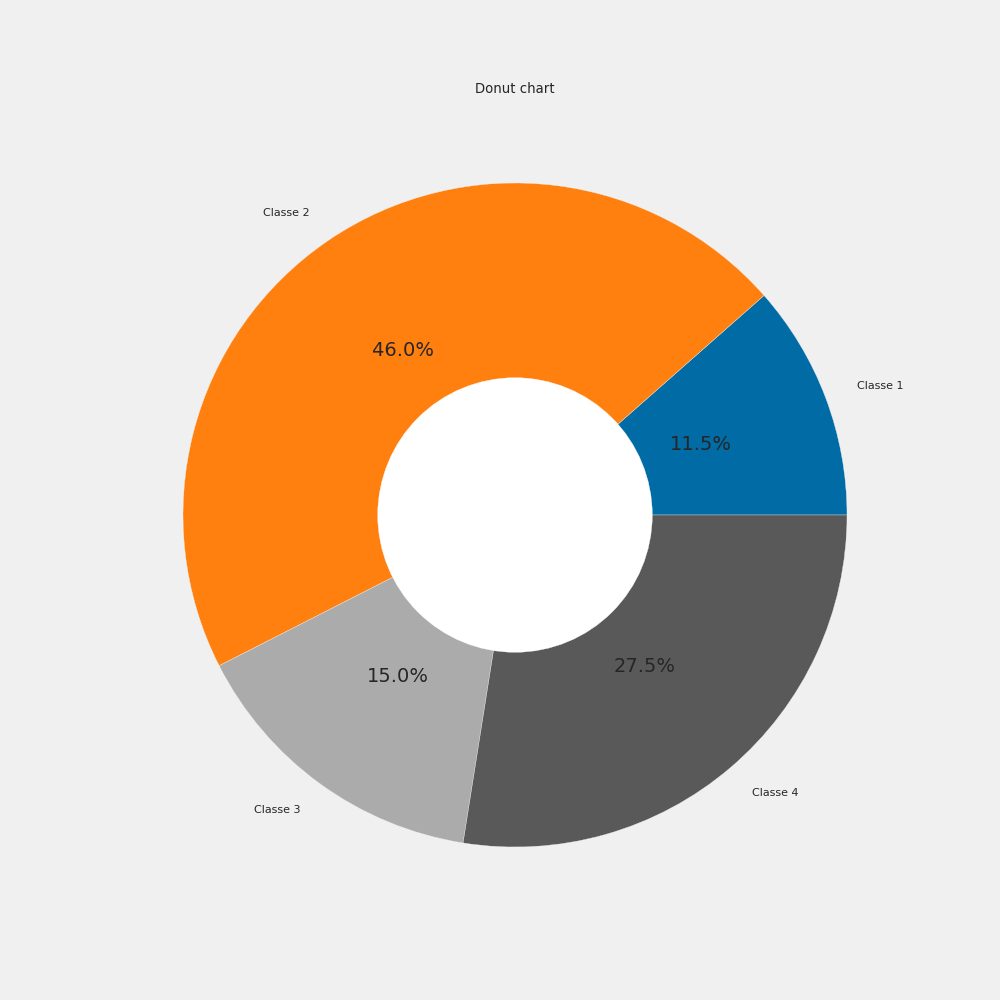 Donut chart
Classe 2
46.0%
Classe 1
11.5%
27.5%
15.0%
Classe 4
Classe 3